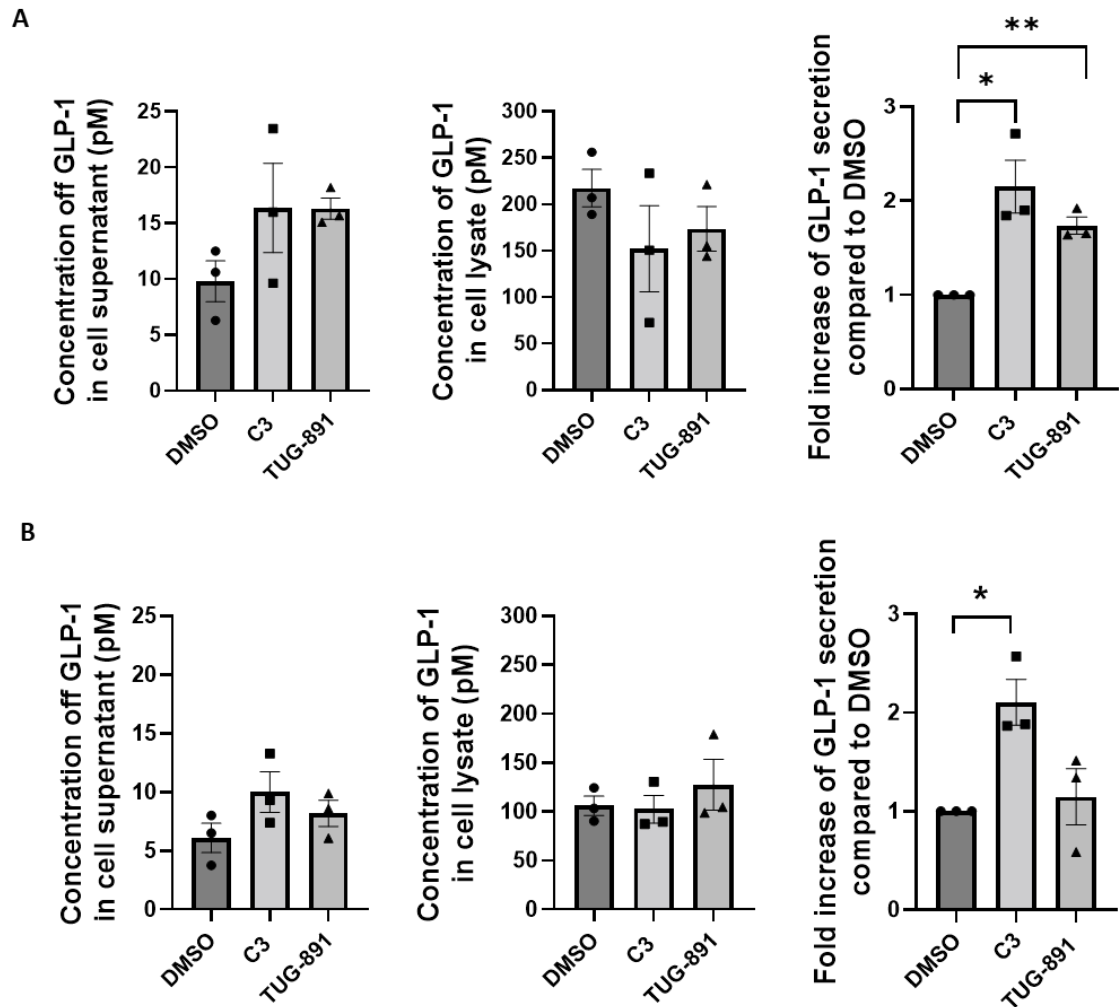 A
Concentration off GLP-1
in cell supernatant (pM)
25
20
15
10
5
0
DMSO
C3
TUG-891
Concentration of GLP-1
in cell lysate (pM)
300
250
200
150
100
50
0
DMSO
C3
TUG-891
Fold increase of GLP-1 secretion
compared to DMSO
3
2
1
0
**
*
DMSO
C3
TUG-891
B
Concentration off GLP-1
in cell supernatant (pM)
25
20
15
10
5
0
DMSO
C3
TUG-891
Concentration of GLP-1
in cell lysate (pM)
300
250
200
150
100
50
0
DMSO
C3
TUG-891
Fold increase of GLP-1 secretion
compared to DMSO
3
2
1
0
*
DMSO
C3
TUG-891